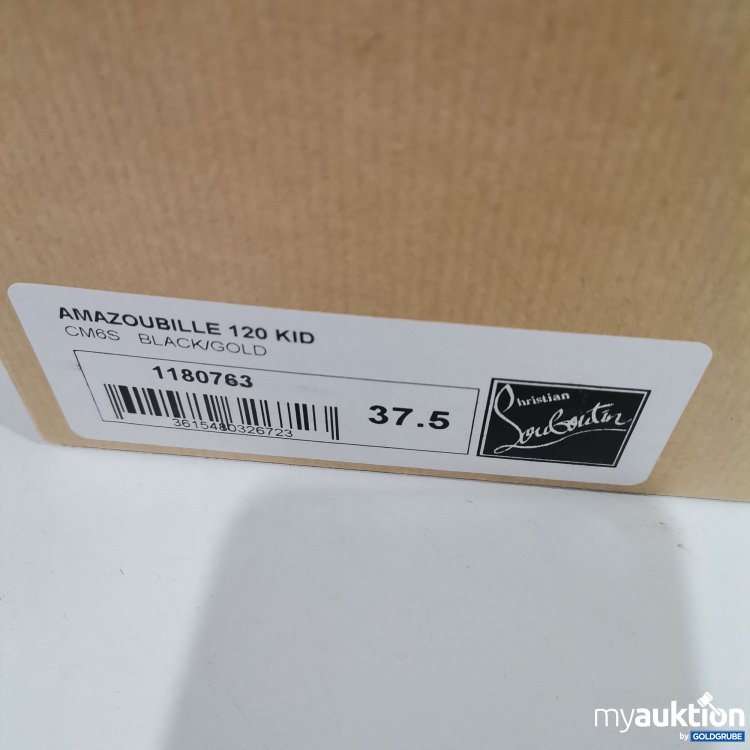 AMAZOUBILLE 120 KID
CM6S BLACK/GOLD
1180763
3615480326723
37.5
Christian
Louboutin
myauktion
by GOLDGRUBE